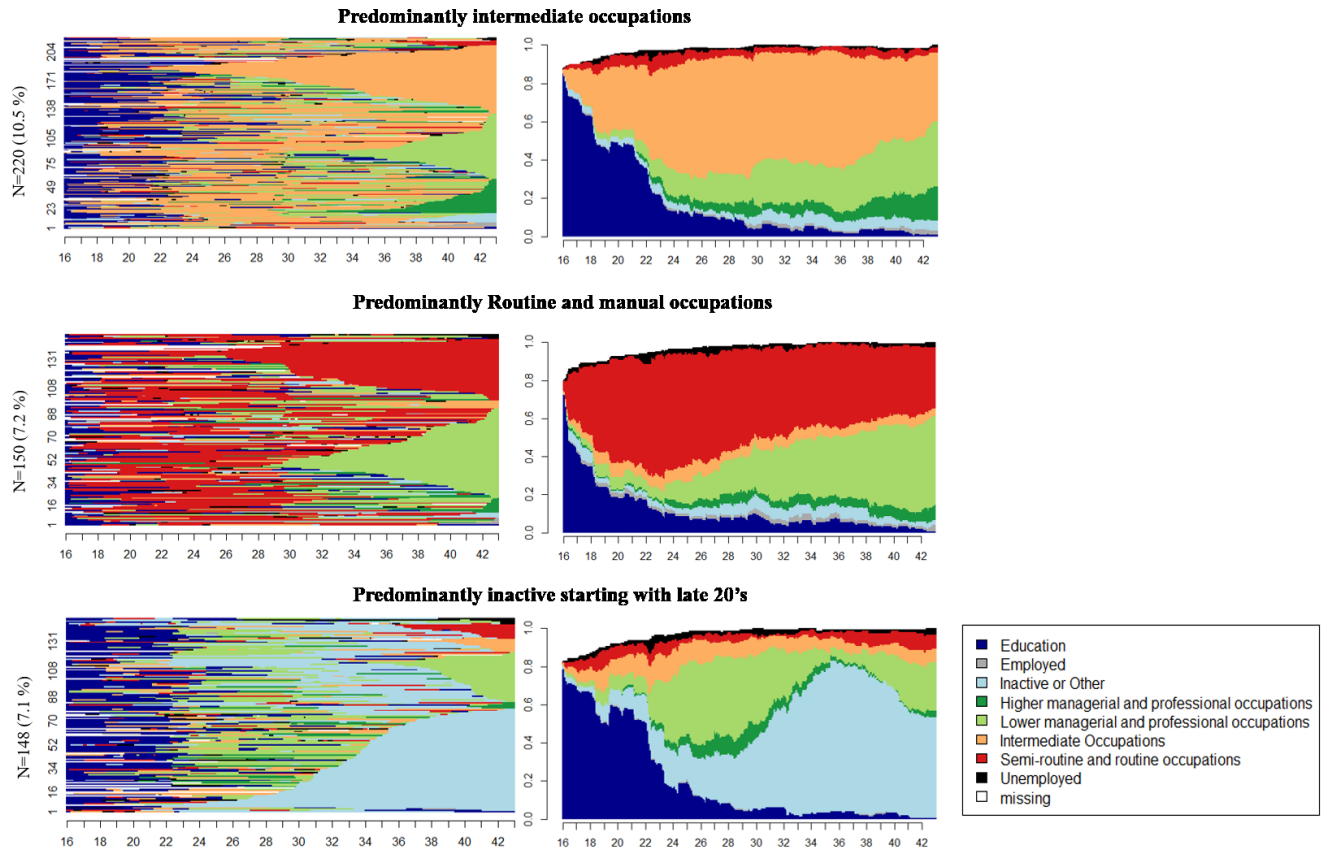 Predominantly intermediate occupations
N=220 (10.5 %)
204
171
138
105
75
49
23
1
16 18 20 22 24 26 28 30 32 34 36 38 40 42
1.0
0.8
0.6
0.4
0.2
0.0
16 18 20 22 24 26 28 30 32 34 36 38 40 42
Predominantly Routine and manual occupations
N=150 (7.2 %)
131
108
88
70
52
34
16
1
16 18 20 22 24 26 28 30 32 34 36 38 40 42
1.0
0.8
0.6
0.4
0.2
0.0
16 18 20 22 24 26 28 30 32 34 36 38 40 42
Predominantly inactive starting with late 20’s
N=148 (7.1 %)
131
108
88
70
52
34
16
1
16 18 20 22 24 26 28 30 32 34 36 38 40 42
1.0
0.8
0.6
0.4
0.2
0.0
16 18 20 22 24 26 28 30 32 34 36 38 40 42
Education
Employed
Inactive or Other
Higher managerial and professional occupations
Lower managerial and professional occupations
Intermediate Occupations
Semi-routine and routine occupations
Unemployed
missing